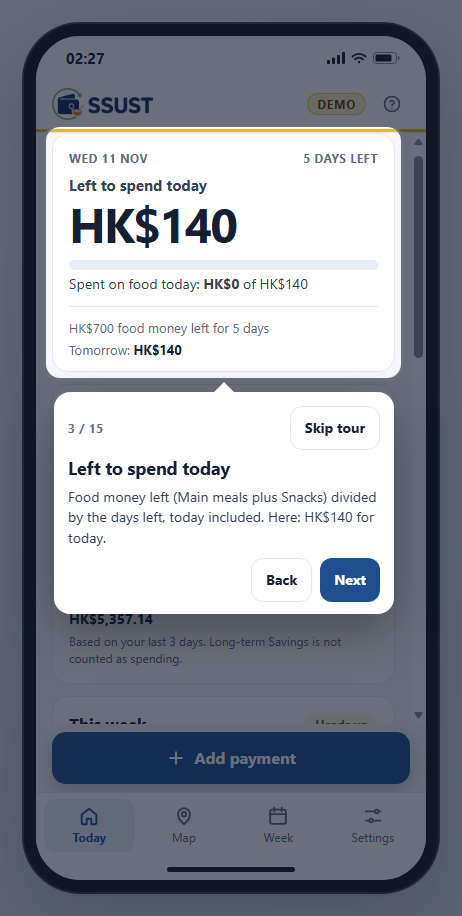 02:27
SSUST
DEMO
WED 11 NOV
5 DAYS LEFT
Left to spend today
HK$140
Spent on food today: HK$0 of HK$140
HK$700 food money left for 5 days
Tomorrow: HK$140
3 / 15
Skip tour
Left to spend today
Food money left (Main meals plus Snacks) divided
by the days left, today included. Here: HK$140 for
today.
Back
Next
HK$5,357.14
Based on your last 3 days. Long-term Savings is not
counted as spending.
This week
Heads up
+ Add payment
Today
Map
Week
Settings